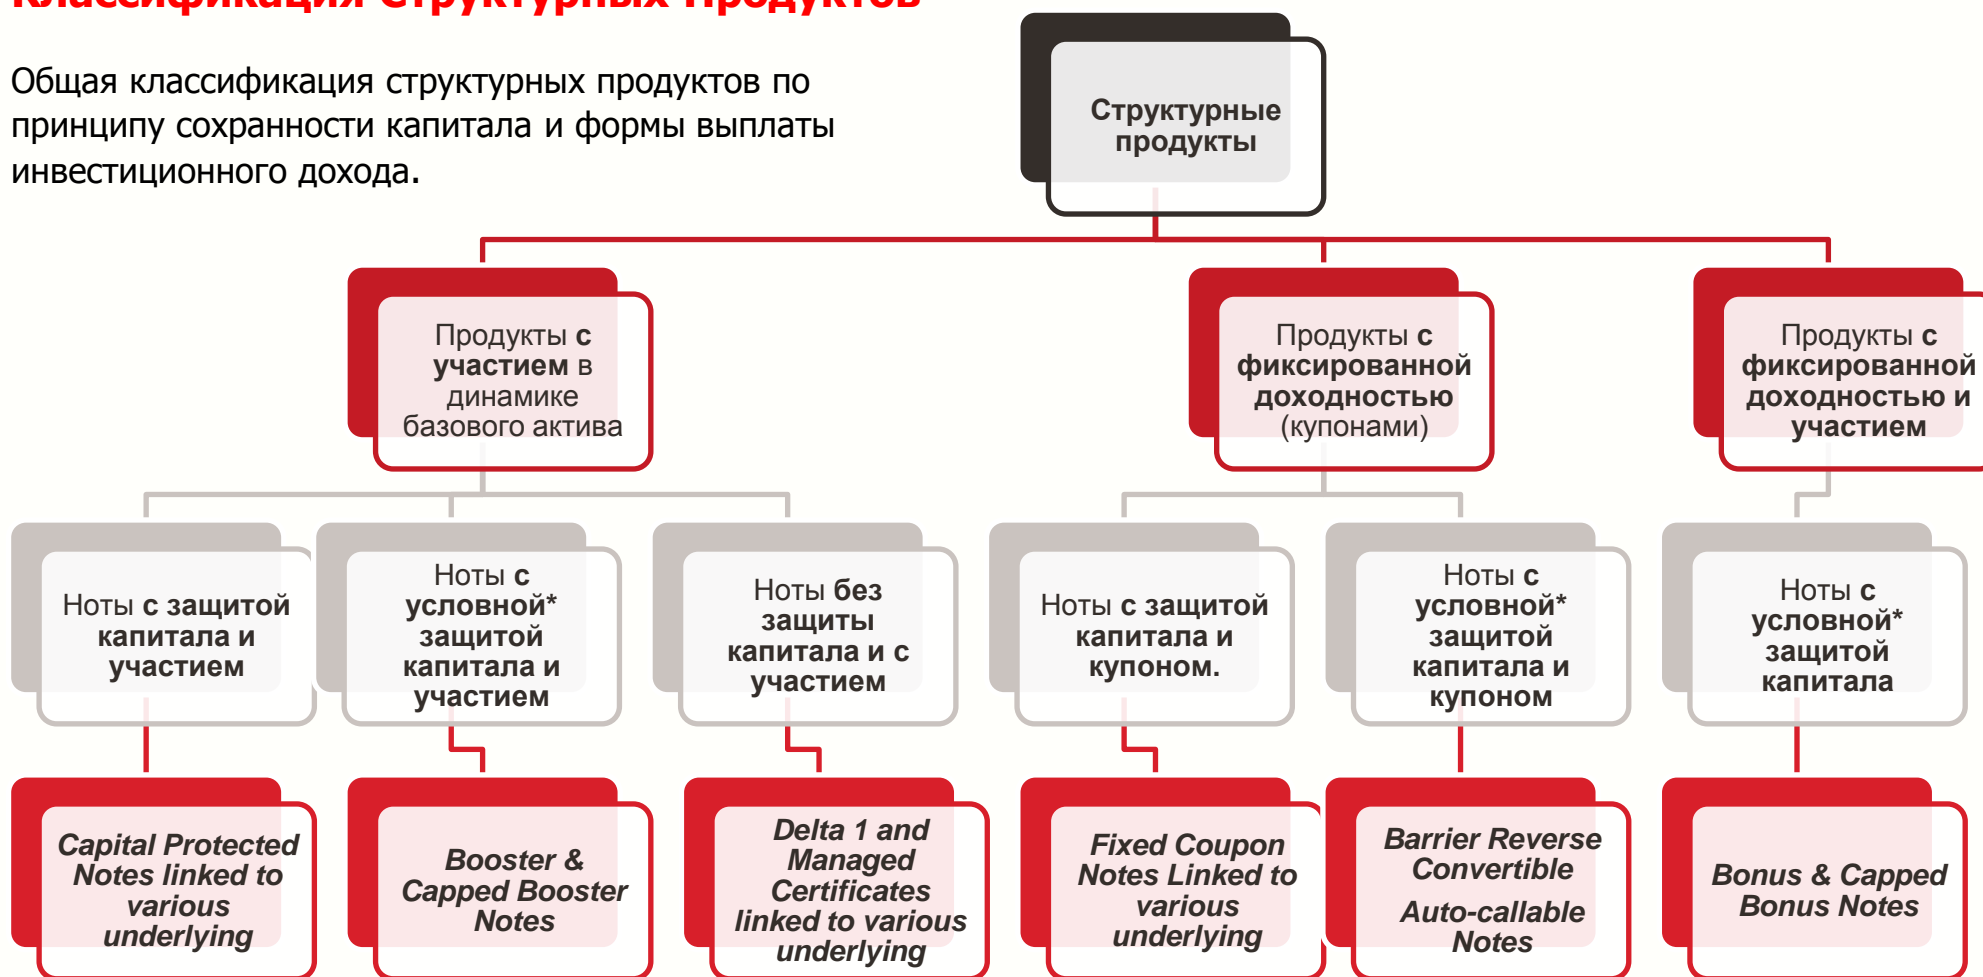 Классификация Структурных Продуктов
Общая классификация структурных продуктов по
принципу сохранности капитала и формы выплаты
инвестиционного дохода.
Структурные
продукты
Продукты с
участием в
динамике
базового актива
Продукты с
фиксированной
доходностью
(купонами)
Продукты с
фиксированной
доходностью и
участием
Ноты с защитой
капитала и
участием
Ноты с
условной*
защитой
капитала и
участием
Ноты без
защиты
капитала и с
участием
Ноты с защитой
капитала и
купоном.
Ноты с
условной*
защитой
капитала и
купоном
Ноты с
условной*
защитой
капитала
Capital Protected
Notes linked to
various
underlying
Booster &
Capped Booster
Notes
Delta 1 and
Managed
Certificates
linked to various
underlying
Fixed Coupon
Notes Linked to
various
underlying
Barrier Reverse
Convertible
Auto-callable
Notes
Bonus & Capped
Bonus Notes